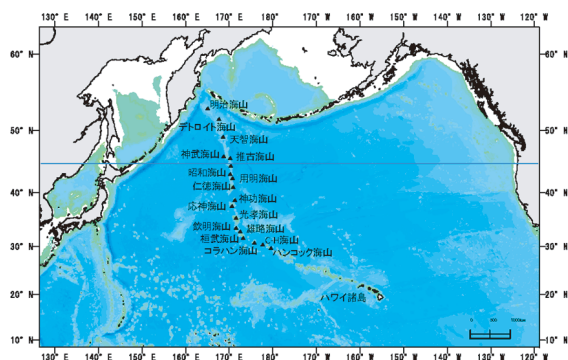 130° E 140° E 150° E 160° E 170° E 180° W 170° W 160° W 150° W 140° W 130° W 120° W
60° N 60° N
明治海山
デトロイト海山
50° N 50° N
天智海山
神武海山 推古海山
昭和海山 用明海山
仁徳海山
40° N 40° N
神功海山
応神海山
光孝海山
欽明海山 雄略海山
桓武海山 C-H海山
30° N 30° N
コラハン海山 ハンコック海山
20° N 20° N
ハワイ諸島
0 500 1000km
10° N 10° N
130° E 140° E 150° E 160° E 170° E 180° W 170° W 160° W 150° W 140° W 130° W 120° W